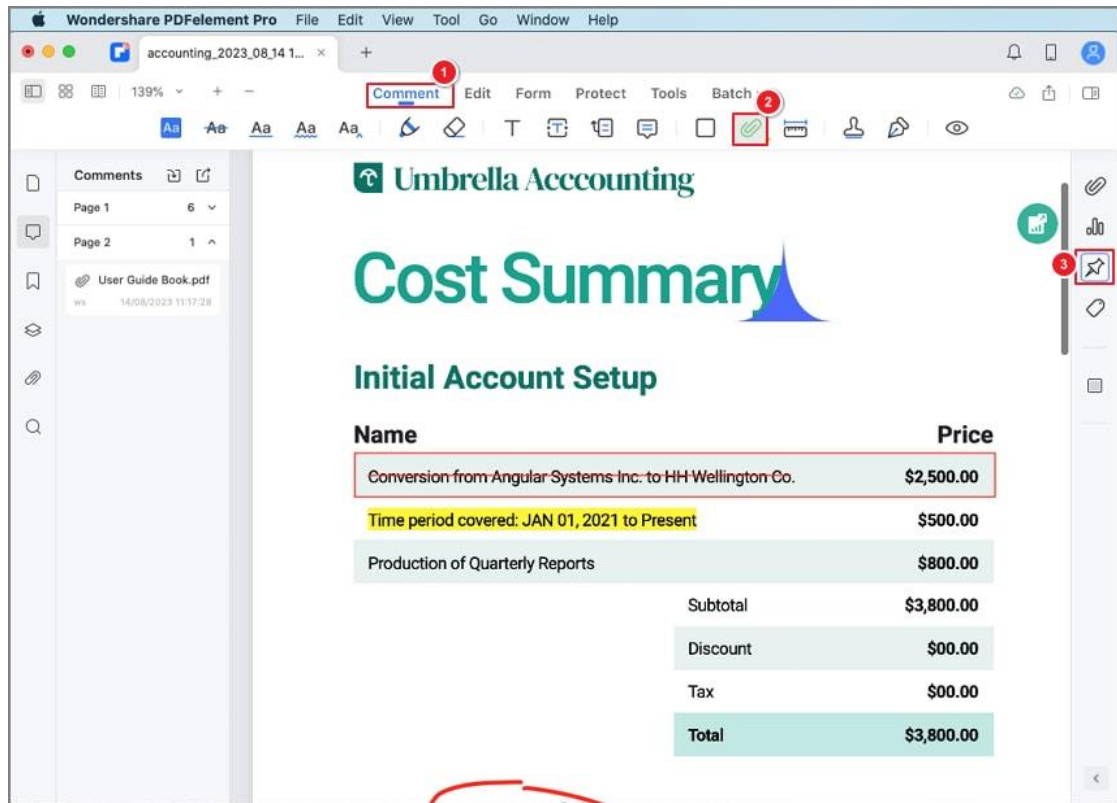 Wondershare PDFelement Pro File Edit View Tool Go Window Help
accounting_2023_08_14 1... × +
1
139% + −
Comment Edit Form Protect Tools Batch
2
Aa Aa Aa Aa Aa T T
Comments
Umbrella Acccounting
Page 1 6
Page 2 1
User Guide Book.pdf
ws 14/08/2023 11:17:28
3
Cost Summary
Initial Account Setup
Name Price
Conversion from Angular Systems Inc. to HH Wellington Co. $2,500.00
Time period covered: JAN 01, 2021 to Present $500.00
Production of Quarterly Reports $800.00
Subtotal $3,800.00
Discount $00.00
Tax $00.00
Total $3,800.00